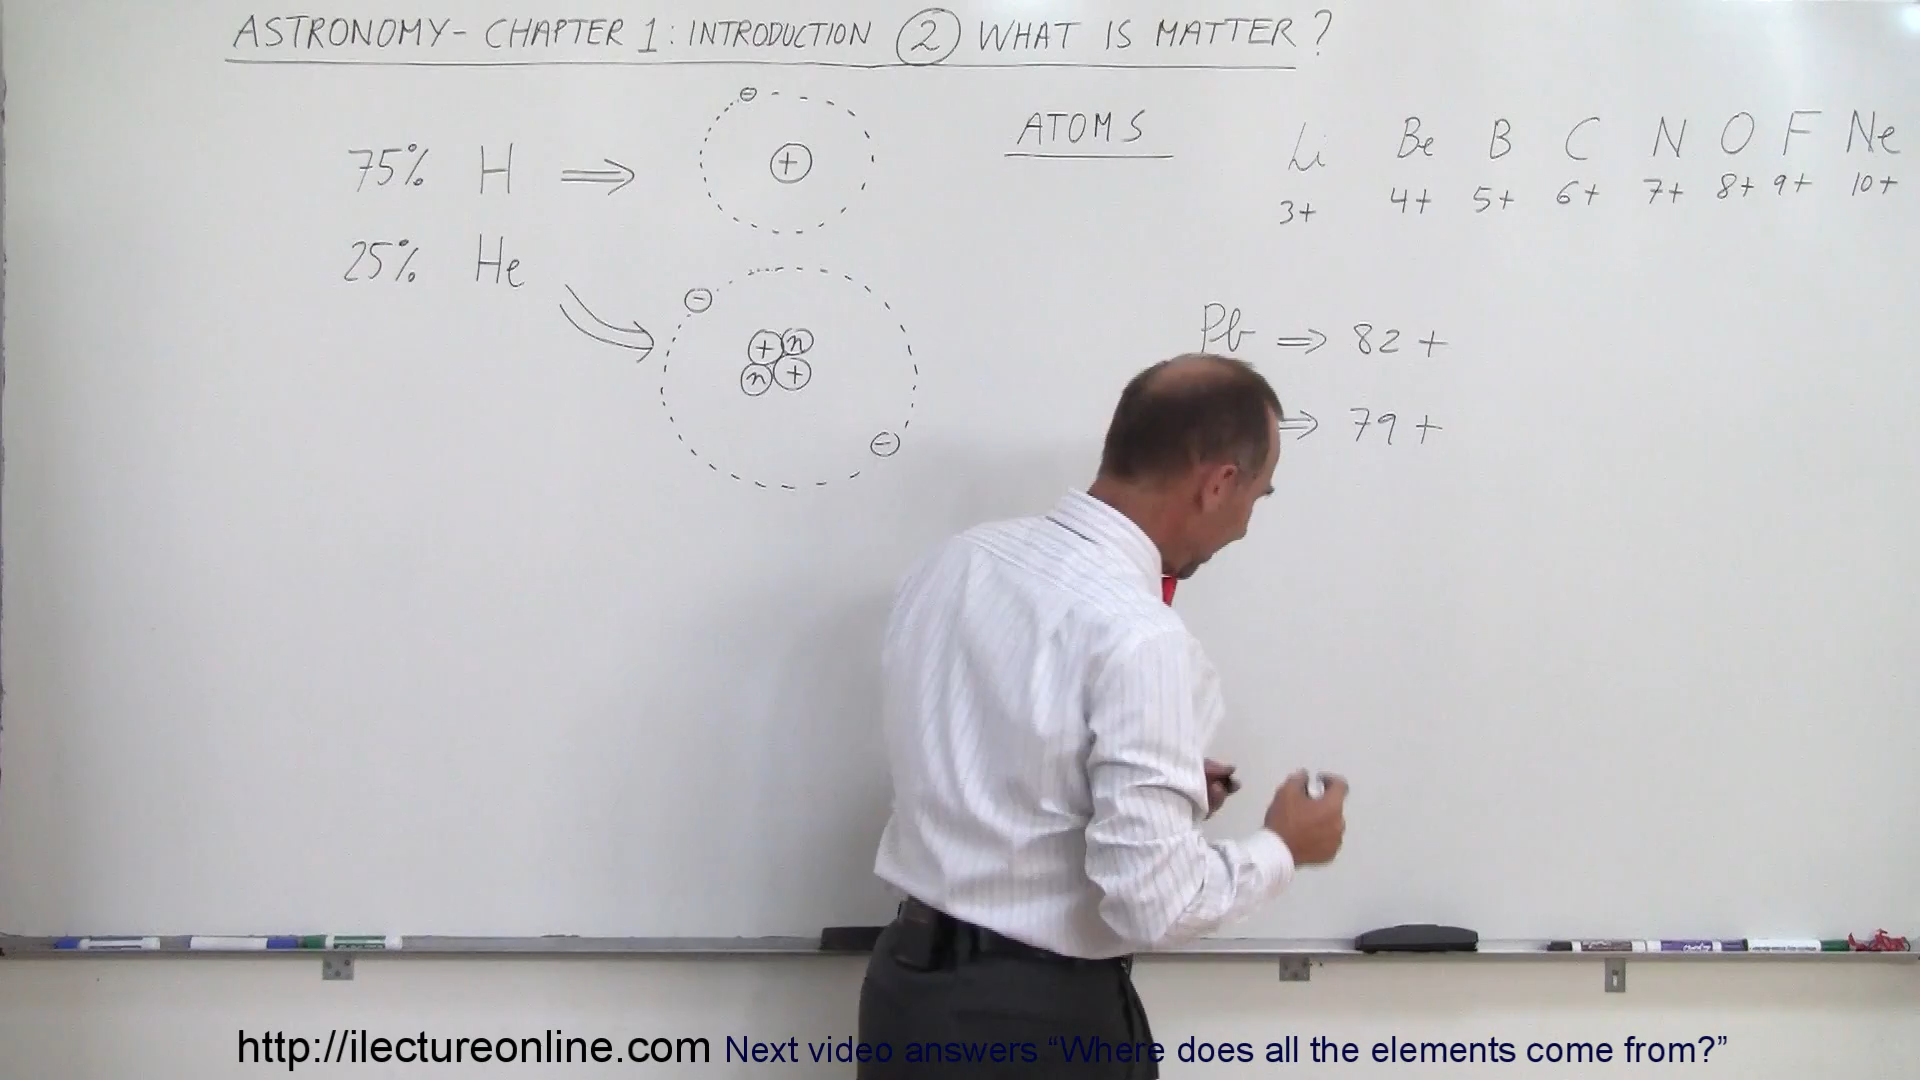 ASTRONOMY- CHAPTER 1: INTRODUCTION ② WHAT IS MATTER?
ATOMS
75% H ⇒
⊖
+
25% He
⊖
+ n
n +
⊖
Li Be B C N O F Ne
3+ 4+ 5+ 6+ 7+ 8+ 9+ 10+
Pb ⇒ 82 +
⇒ 79 +
http://ilectureonline.com Next video answers “Where does all the elements come from?”